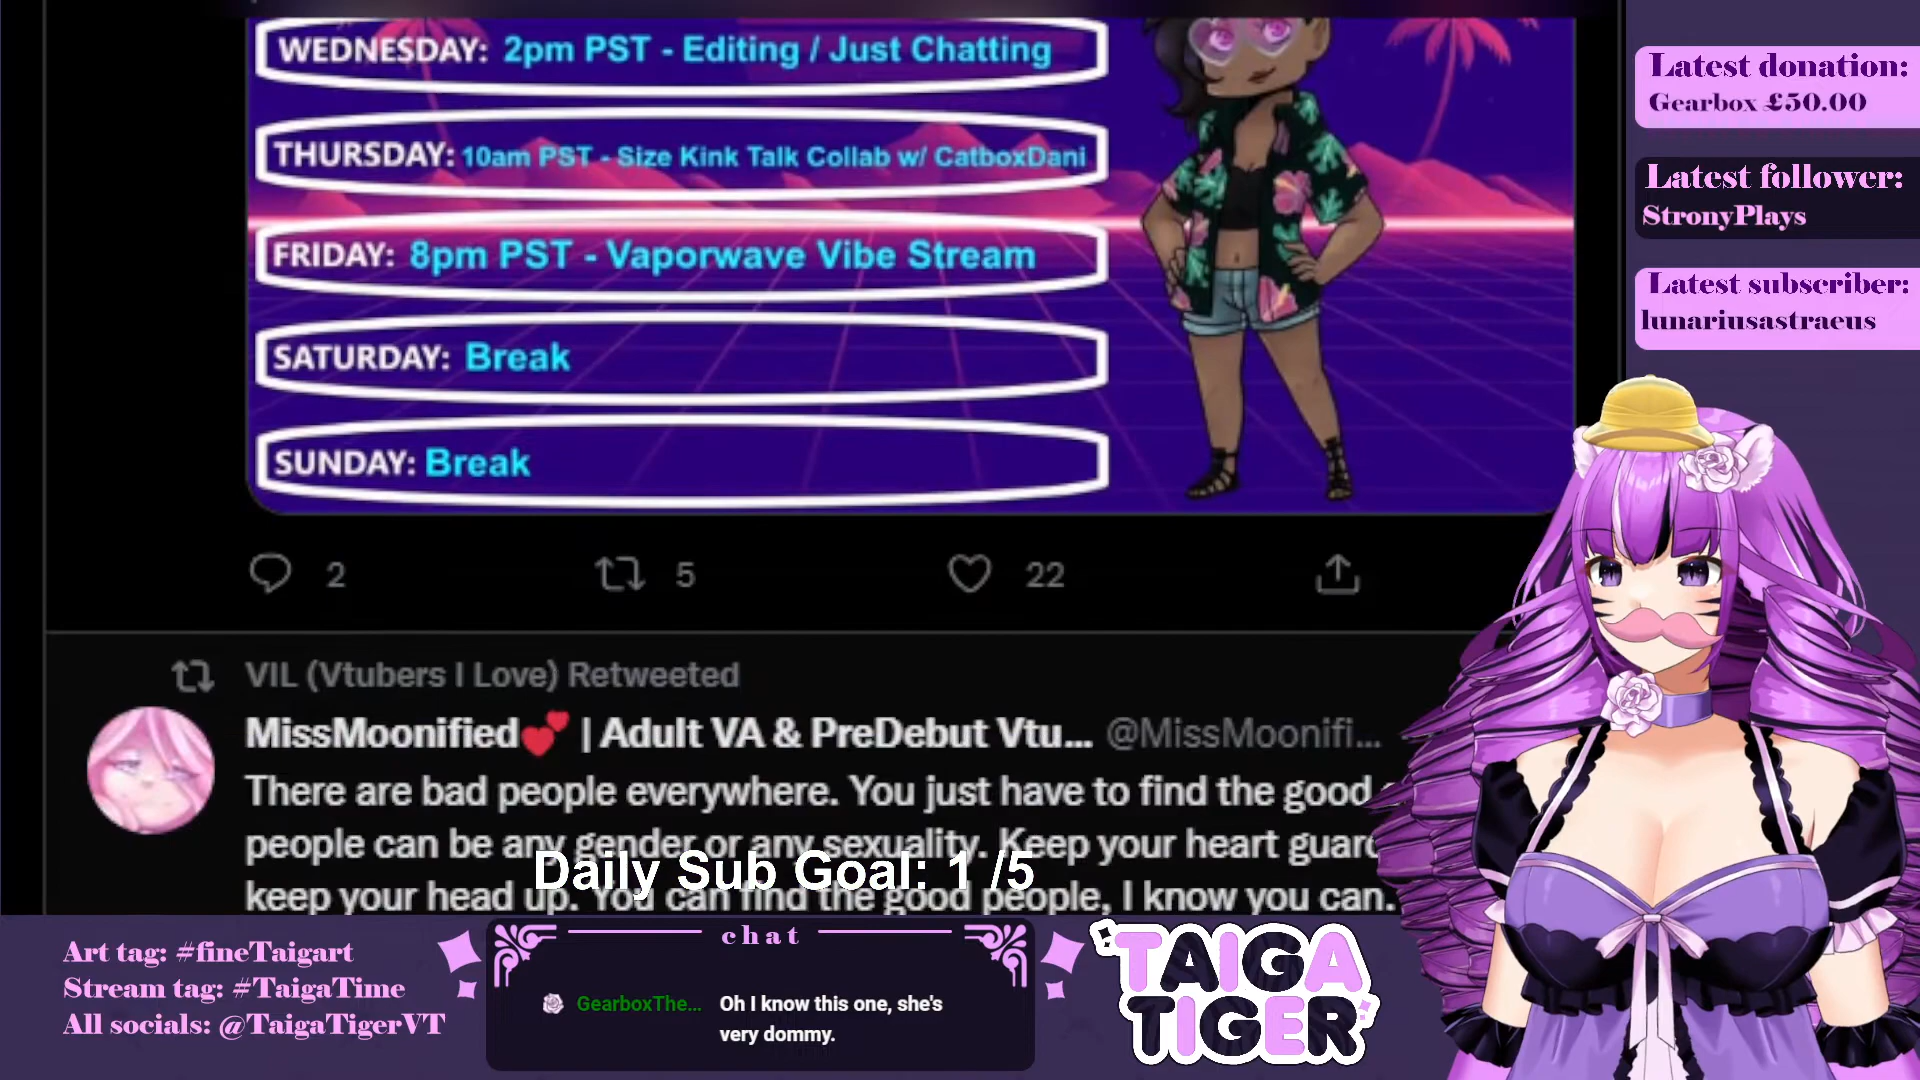 WEDNESDAY: 2pm PST - Editing / Just Chatting
THURSDAY: 10am PST - Size Kink Talk Collab w/ CatboxDani
FRIDAY: 8pm PST - Vaporwave Vibe Stream
SATURDAY: Break
SUNDAY: Break
2
5
22
VIL (Vtubers I Love) Retweeted
MissMoonified💕 | Adult VA & PreDebut Vtu... @MissMoonifi...
There are bad people everywhere. You just have to find the good
people can be any gender or any sexuality. Keep your heart guard
keep your head up. You can find the good people, I know you can.
Daily Sub Goal: 1 /5
Latest donation:
Gearbox £50.00
Latest follower:
StronyPlays
Latest subscriber:
lunariusastraeus
Art tag: #fineTaigart
Stream tag: #TaigaTime
All socials: @TaigaTigerVT
chat
GearboxThe... Oh I know this one, she's
very dommy.
TAIGA
TIGER